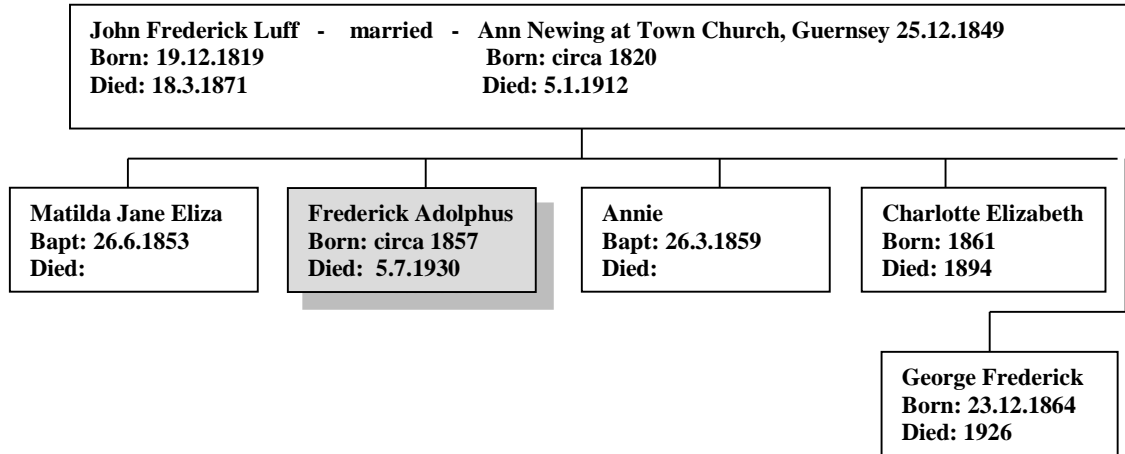 John Frederick Luff - married - Ann Newing at Town Church, Guernsey 25.12.1849
Born: 19.12.1819 Born: circa 1820
Died: 18.3.1871 Died: 5.1.1912
Matilda Jane Eliza
Bapt: 26.6.1853
Died:
Frederick Adolphus
Born: circa 1857
Died: 5.7.1930
Annie
Bapt: 26.3.1859
Died:
Charlotte Elizabeth
Born: 1861
Died: 1894
George Frederick
Born: 23.12.1864
Died: 1926